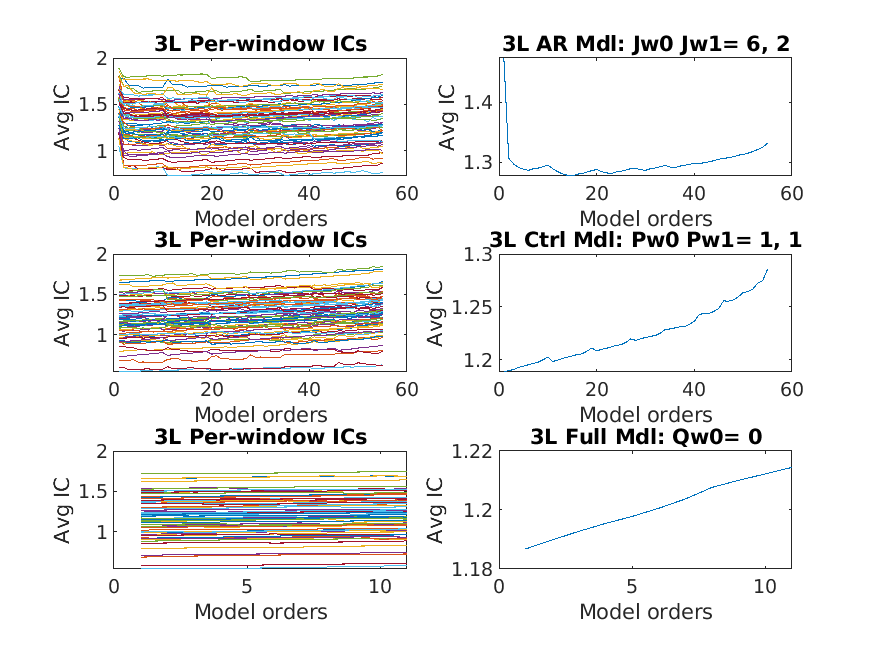 3L Per-window ICs
Avg IC
2
1.5
1
0 20 40 60
Model orders
3L AR Mdl: Jw0 Jw1= 6, 2
Avg IC
1.4
1.3
0 20 40 60
Model orders
3L Per-window ICs
Avg IC
2
1.5
1
0 20 40 60
Model orders
3L Ctrl Mdl: Pw0 Pw1= 1, 1
Avg IC
1.3
1.25
1.2
0 20 40 60
Model orders
3L Per-window ICs
Avg IC
2
1.5
1
0 5 10
Model orders
3L Full Mdl: Qw0= 0
Avg IC
1.22
1.2
1.18
0 5 10
Model orders